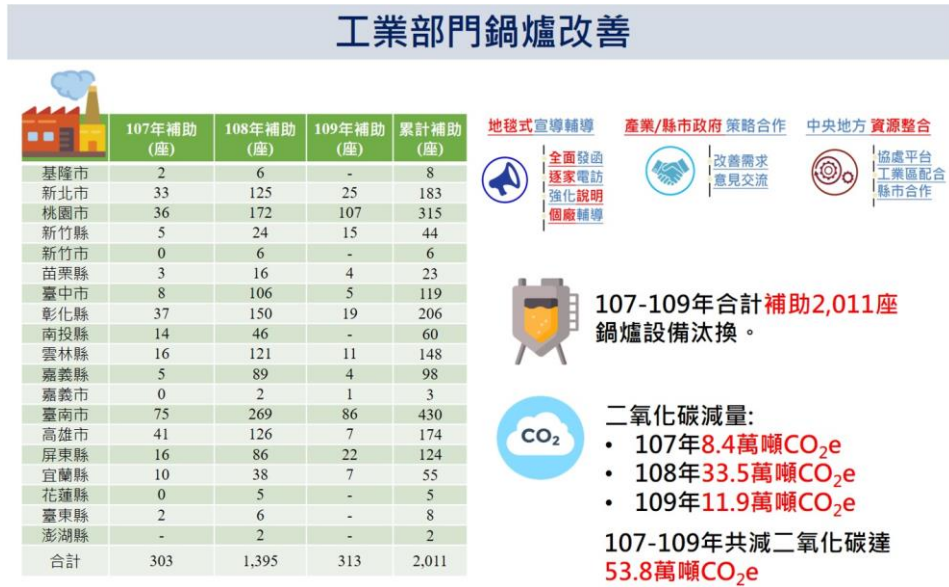 工業部門鍋爐改善
107年補助(座) 108年補助(座) 109年補助(座) 累計補助(座)
基隆市 2 6 - 8
新北市 33 125 25 183
桃園市 36 172 107 315
新竹縣 5 24 15 44
新竹市 0 6 - 6
苗栗縣 3 16 4 23
臺中市 8 106 5 119
彰化縣 37 150 19 206
南投縣 14 46 - 60
雲林縣 16 121 11 148
嘉義縣 5 89 4 98
嘉義市 0 2 1 3
臺南市 75 269 86 430
高雄市 41 126 7 174
屏東縣 16 86 22 124
宜蘭縣 10 38 7 55
花蓮縣 0 5 - 5
臺東縣 2 6 - 8
澎湖縣 - 2 - 2
合計 303 1,395 313 2,011
地毯式宣導輔導
全面發函
逐家電訪
強化說明
個廠輔導
產業/縣市政府 策略合作
改善需求
意見交流
中央地方 資源整合
協處平台
工業區配合
縣市合作
107-109年合計補助2,011座
鍋爐設備汰換。
CO₂
二氧化碳減量:
• 107年8.4萬噸CO₂e
• 108年33.5萬噸CO₂e
• 109年11.9萬噸CO₂e
107-109年共減二氧化碳達
53.8萬噸CO₂e